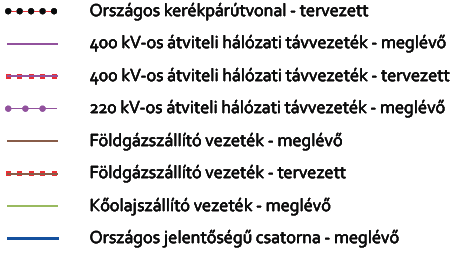 Országos kerékpárútvonal - tervezett
400 kV-os átviteli hálózati távvezeték - meglévő
400 kV-os átviteli hálózati távvezeték - tervezett
220 kV-os átviteli hálózati távvezeték - meglévő
Földgázszállító vezeték - meglévő
Földgázszállító vezeték - tervezett
Kőolajszállító vezeték - meglévő
Országos jelentőségű csatorna - meglévő